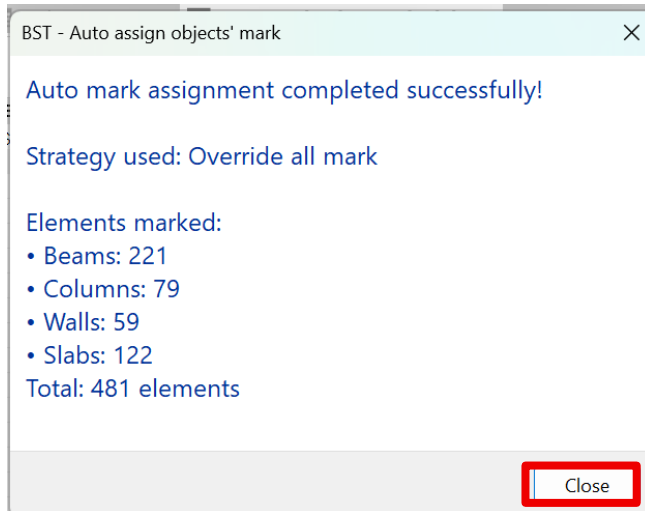 BST - Auto assign objects' mark
Auto mark assignment completed successfully!
Strategy used: Override all mark
Elements marked:
• Beams: 221
• Columns: 79
• Walls: 59
• Slabs: 122
Total: 481 elements
Close